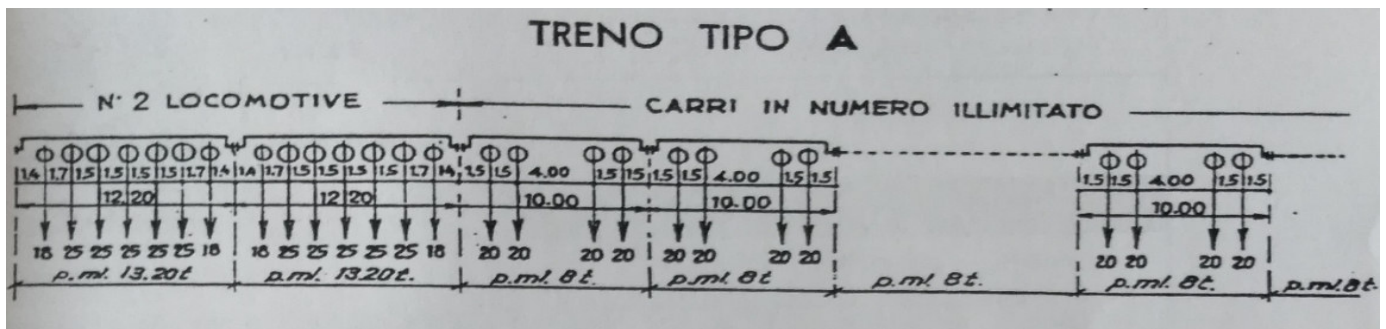 TRENO TIPO A
N. 2 LOCOMOTIVE CARRI IN NUMERO ILLIMITATO
1.4 1.7 1.5 1.5 1.5 1.5 1.7 1.4 1.4 1.7 1.5 1.5 1.5 1.5 1.7 1.4 1.5 1.5 4.00 1.5 1.5 1.5 1.5 4.00 1.5 1.5 1.5 1.5 4.00 1.5 1.5
12.20 12.20 10.00 10.00 10.00
18 25 25 25 25 25 18 18 25 25 25 25 25 18 20 20 20 20 20 20 20 20 20 20 20 20
p.ml. 13.20t. p.ml. 13.20t. p.ml. 8t. p.ml. 8t. p.ml. 8t. p.ml. 8t. p.ml. 8t.